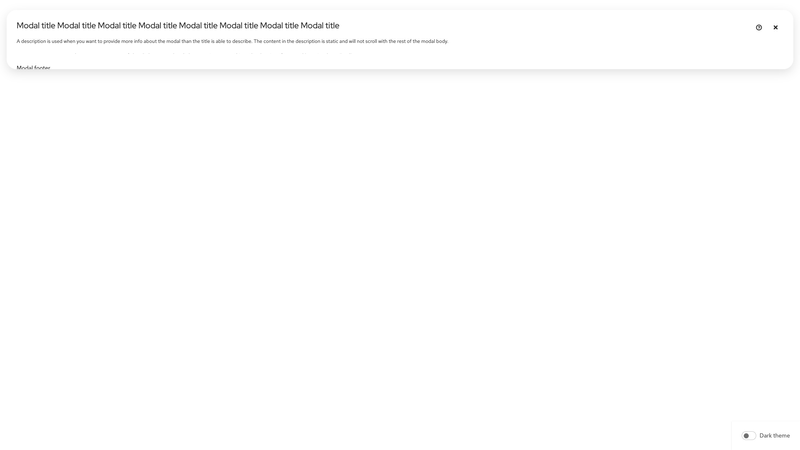 Modal title Modal title Modal title Modal title Modal title Modal title Modal title Modal title
A description is used when you want to provide more info about the modal than the title is able to describe. The content in the description is static and will not scroll with the rest of the modal body.
Modal footer
Dark theme